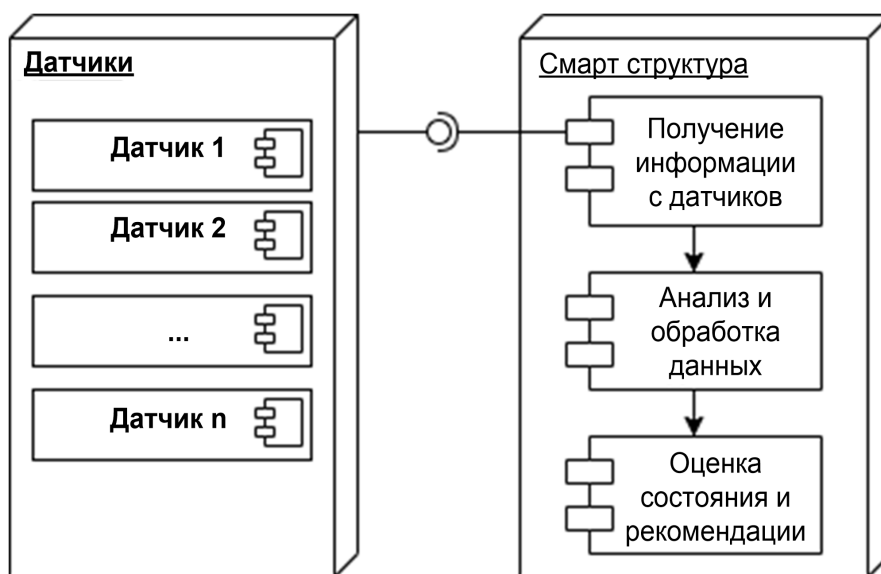 Датчики
Датчик 1
Датчик 2
...
Датчик n
Смарт структура
Получение
информации
с датчиков
Анализ и
обработка
данных
Оценка
состояния и
рекомендации